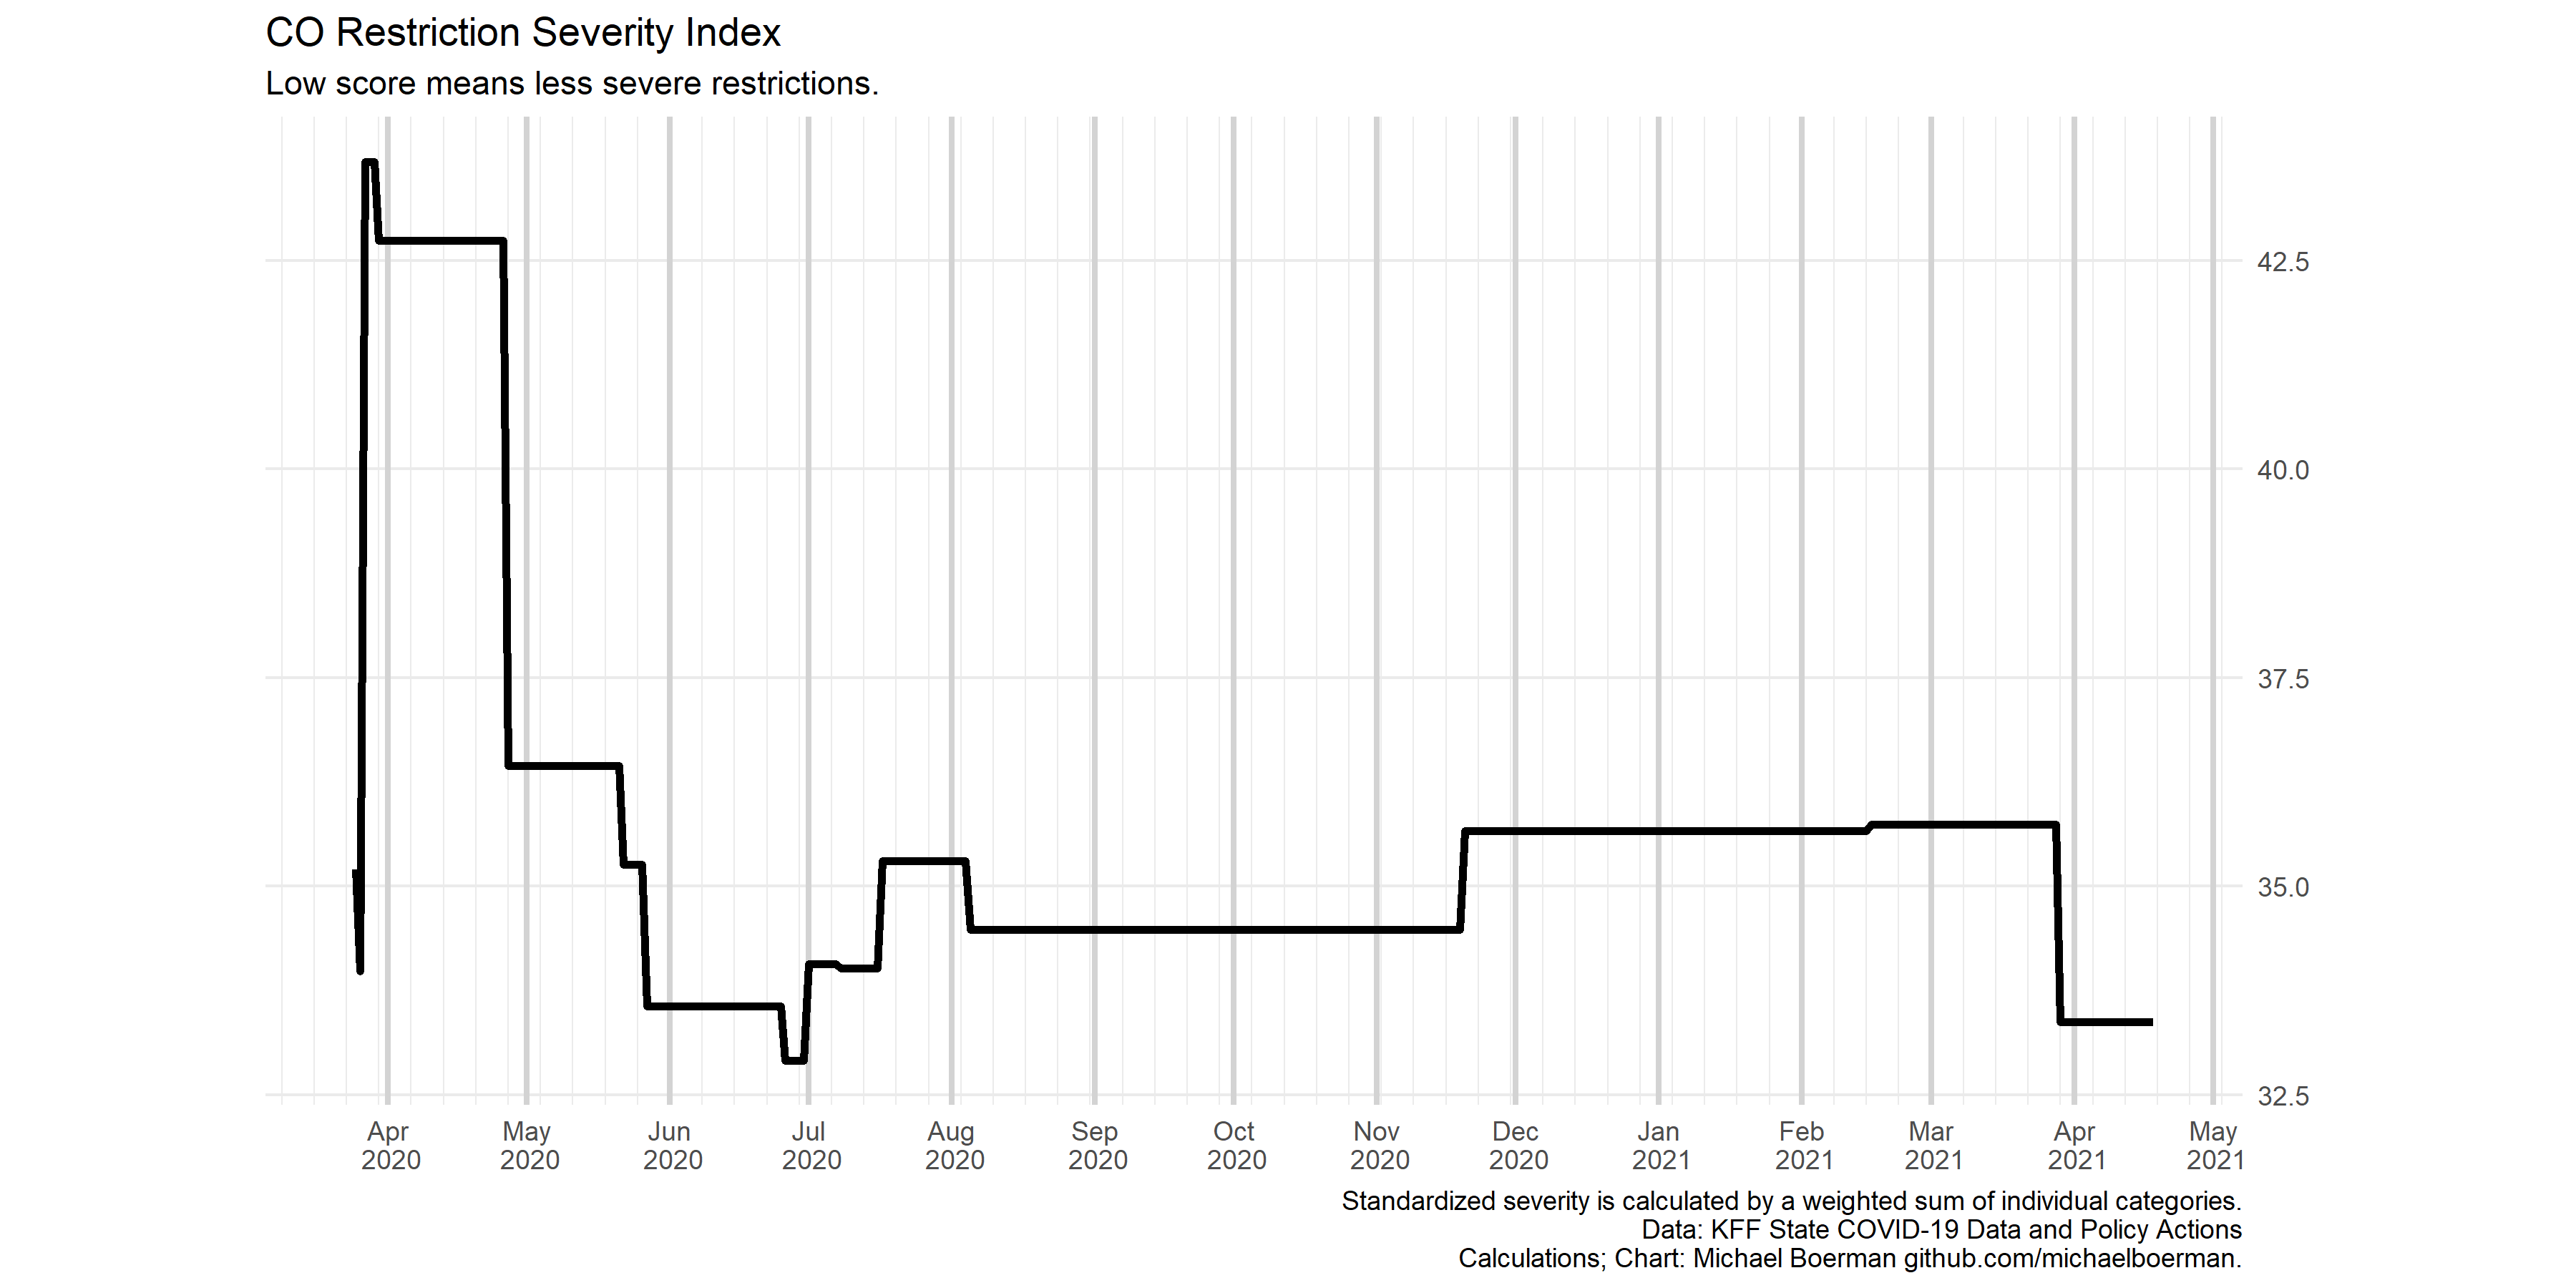 CO Restriction Severity Index
Low score means less severe restrictions.
42.5
40.0
37.5
35.0
32.5
Apr May Jun Jul Aug Sep Oct Nov Dec Jan Feb Mar Apr May
2020 2020 2020 2020 2020 2020 2020 2020 2020 2021 2021 2021 2021 2021
Standardized severity is calculated by a weighted sum of individual categories.
Data: KFF State COVID-19 Data and Policy Actions
Calculations; Chart: Michael Boerman github.com/michaelboerman.